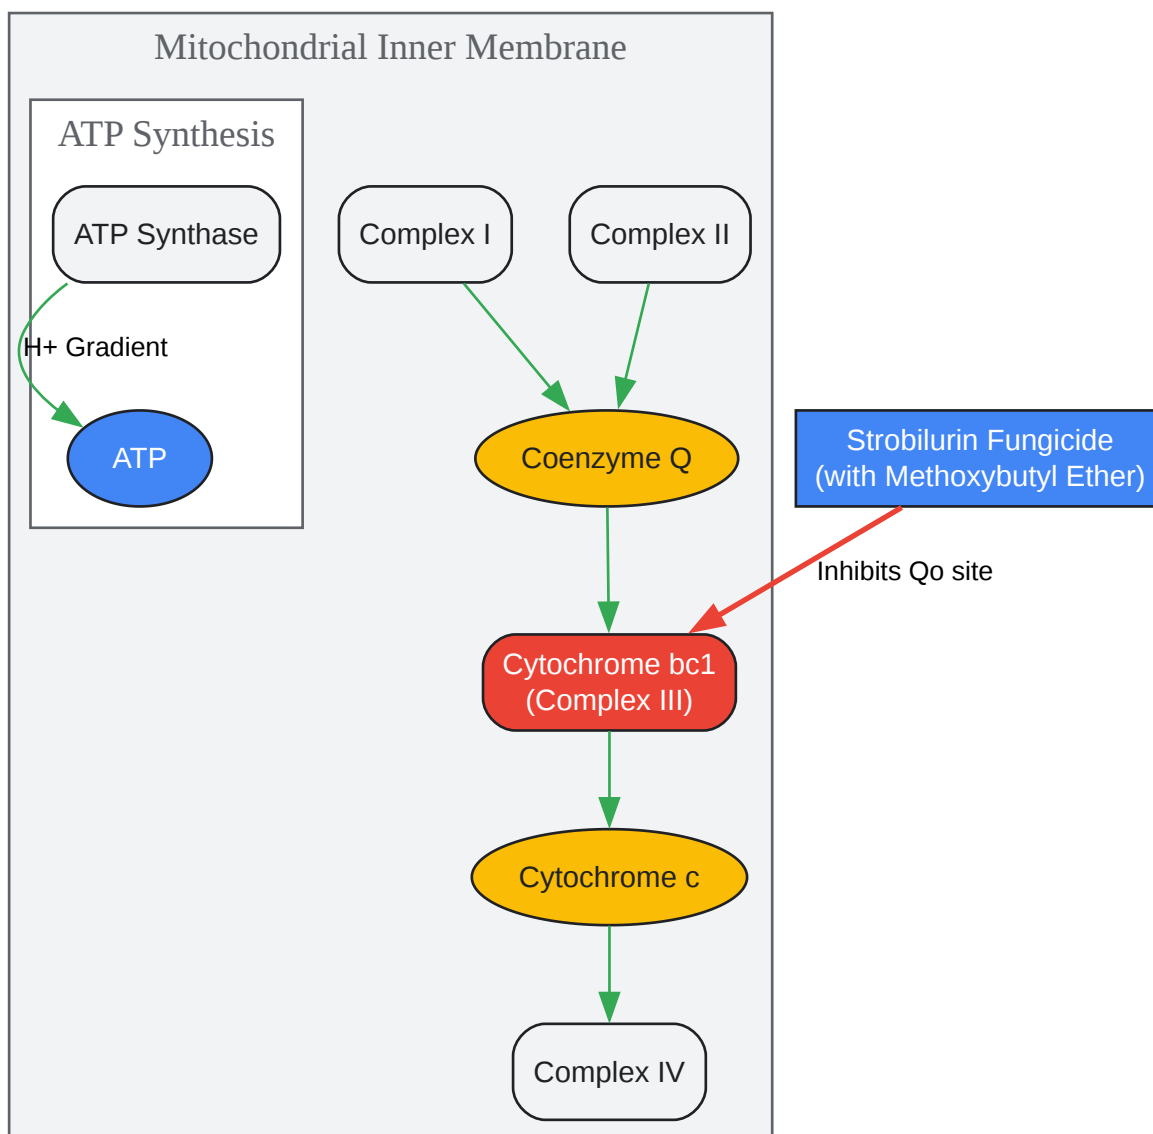 Mitochondrial Inner Membrane
ATP Synthesis
ATP Synthase
Complex I
Complex II
H+ Gradient
ATP
Coenzyme Q
Strobilurin Fungicide
(with Methoxybutyl Ether)
Inhibits Qo site
Cytochrome bc1
(Complex III)
Cytochrome c
Complex IV